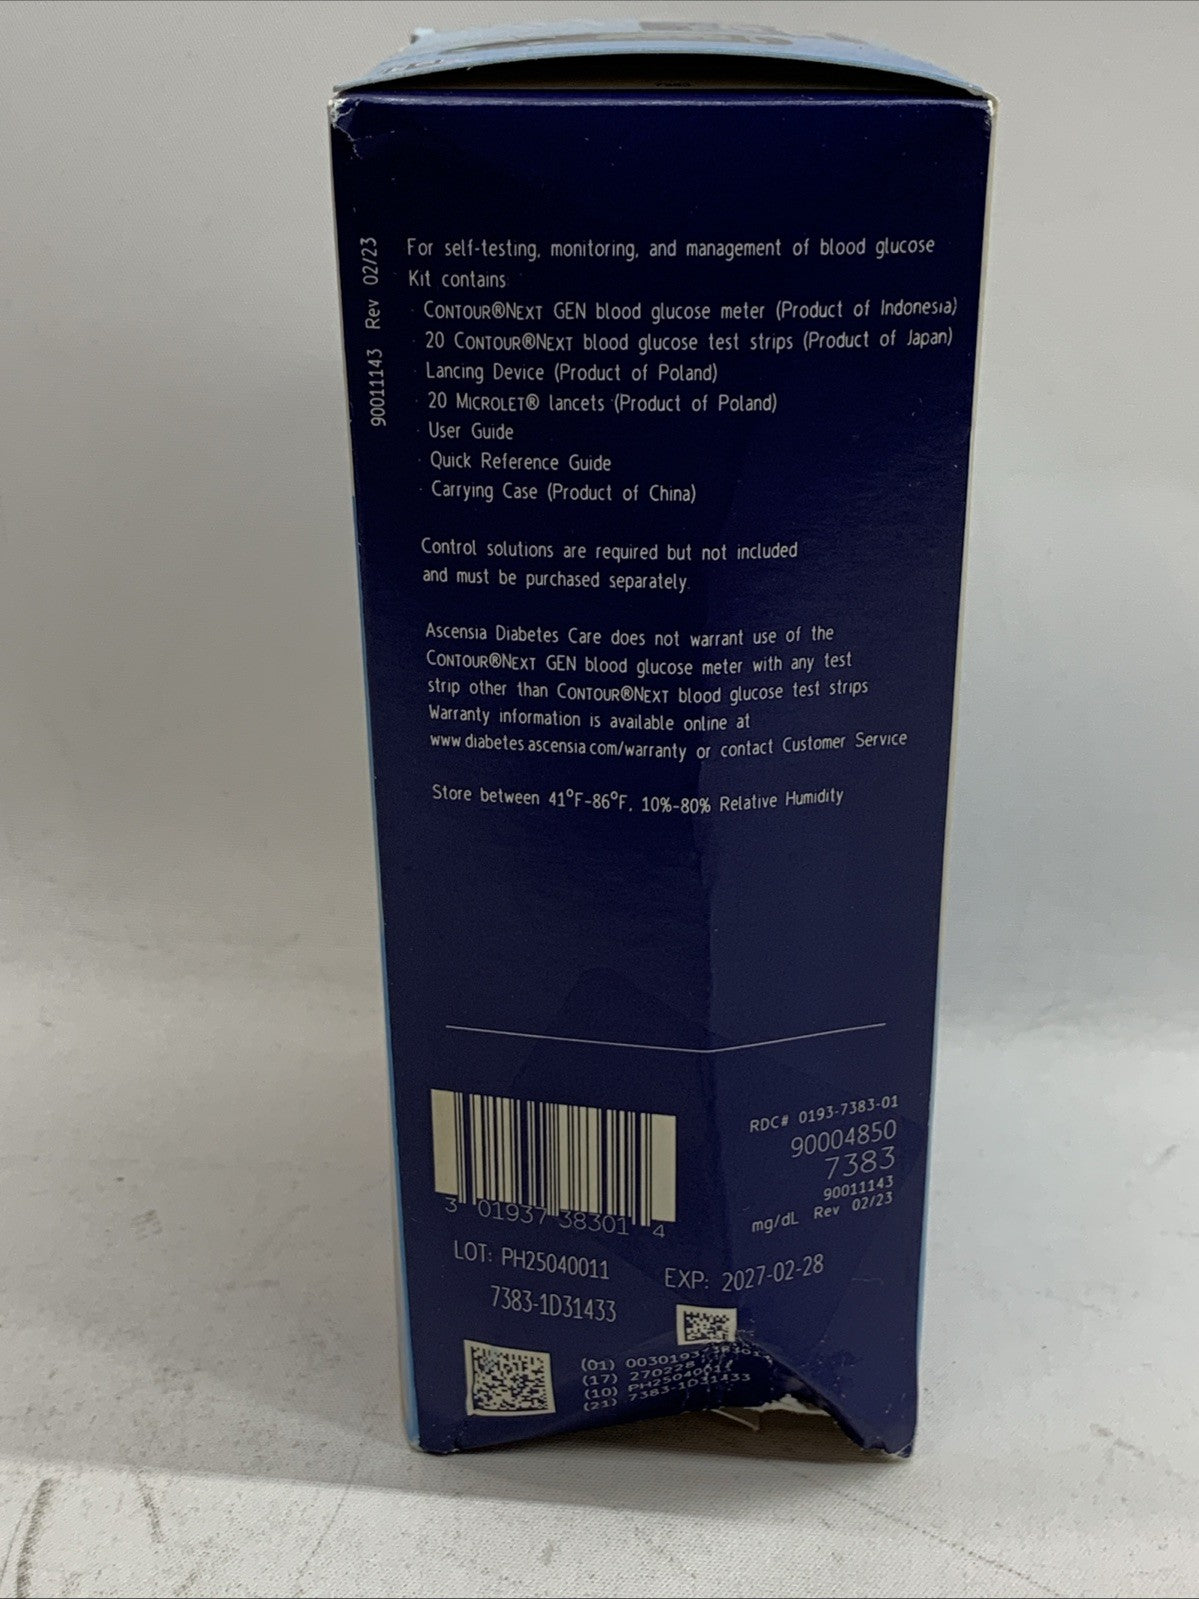 90011143 Rev 02/23
For self-testing, monitoring, and management of blood glucose
Kit contains
· CONTOUR®NEXT GEN blood glucose meter (Product of Indonesia)
· 20 CONTOUR®NEXT blood glucose test strips (Product of Japan)
· Lancing Device (Product of Poland)
· 20 MICROLET® lancets (Product of Poland)
· User Guide
· Quick Reference Guide
· Carrying Case (Product of China)
Control solutions are required but not included
and must be purchased separately.
Ascensia Diabetes Care does not warrant use of the
CONTOUR®NEXT GEN blood glucose meter with any test
strip other than CONTOUR®NEXT blood glucose test strips
Warranty information is available online at
www.diabetes.ascensia.com/warranty or contact Customer Service
Store between 41°F-86°F, 10%-80% Relative Humidity
RDC# 0193-7383-01
90004850
7383
90011143
mg/dL Rev 02/23
3 01937 38301 4
LOT: PH25040011
EXP: 2027-02-28
7383-1D31433
(01)
(17) 270228
(10) PH25040011
(21) 7383-1D31433